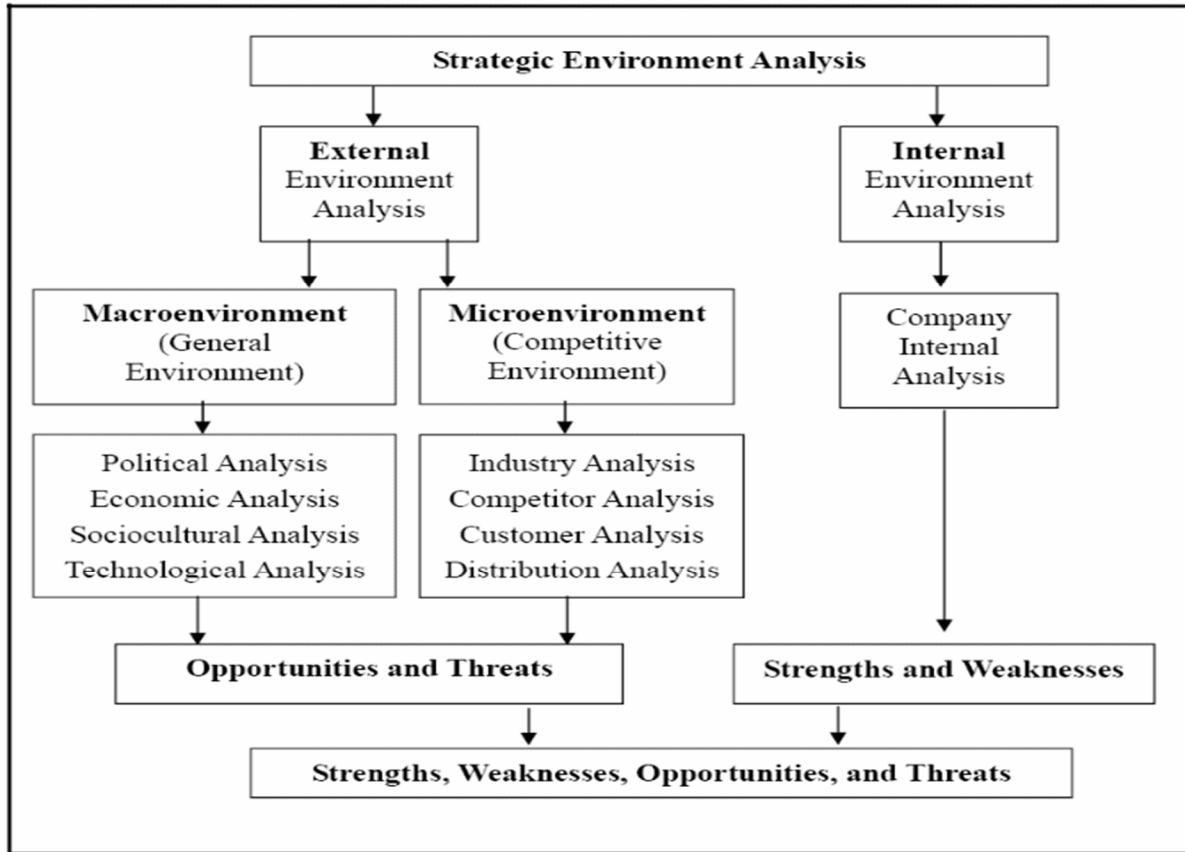 Strategic Environment Analysis
External
Environment
Analysis
Internal
Environment
Analysis
Macroenvironment
(General
Environment)
Microenvironment
(Competitive
Environment)
Company
Internal
Analysis
Political Analysis
Economic Analysis
Sociocultural Analysis
Technological Analysis
Industry Analysis
Competitor Analysis
Customer Analysis
Distribution Analysis
Opportunities and Threats
Strengths and Weaknesses
Strengths, Weaknesses, Opportunities, and Threats